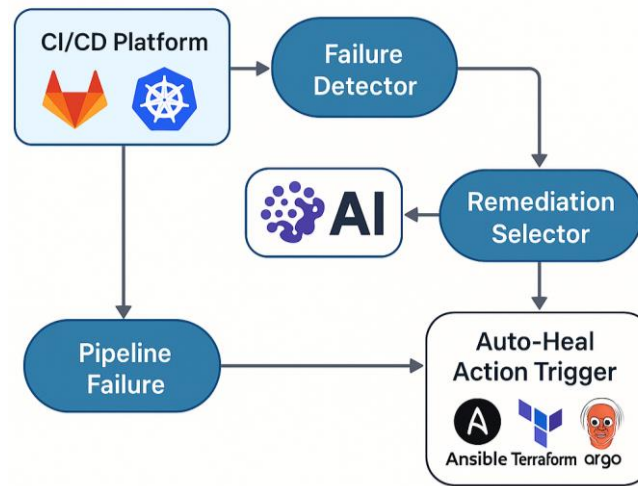 CI/CD Platform
Failure
Detector
AI
Remediation
Selector
Pipeline
Failure
Auto-Heal
Action Trigger
A
Ansible Terraform argo